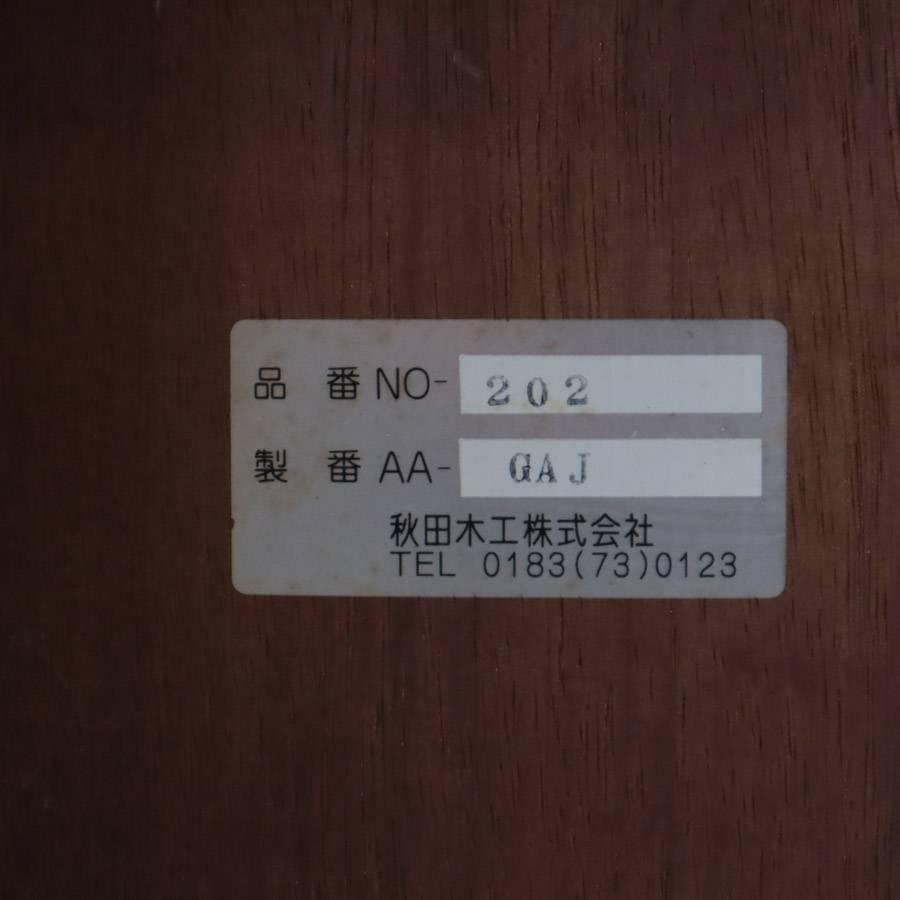 品 番 NO- 202
製 番 AA- GAJ
秋田木工株式会社
TEL 0183(73)0123